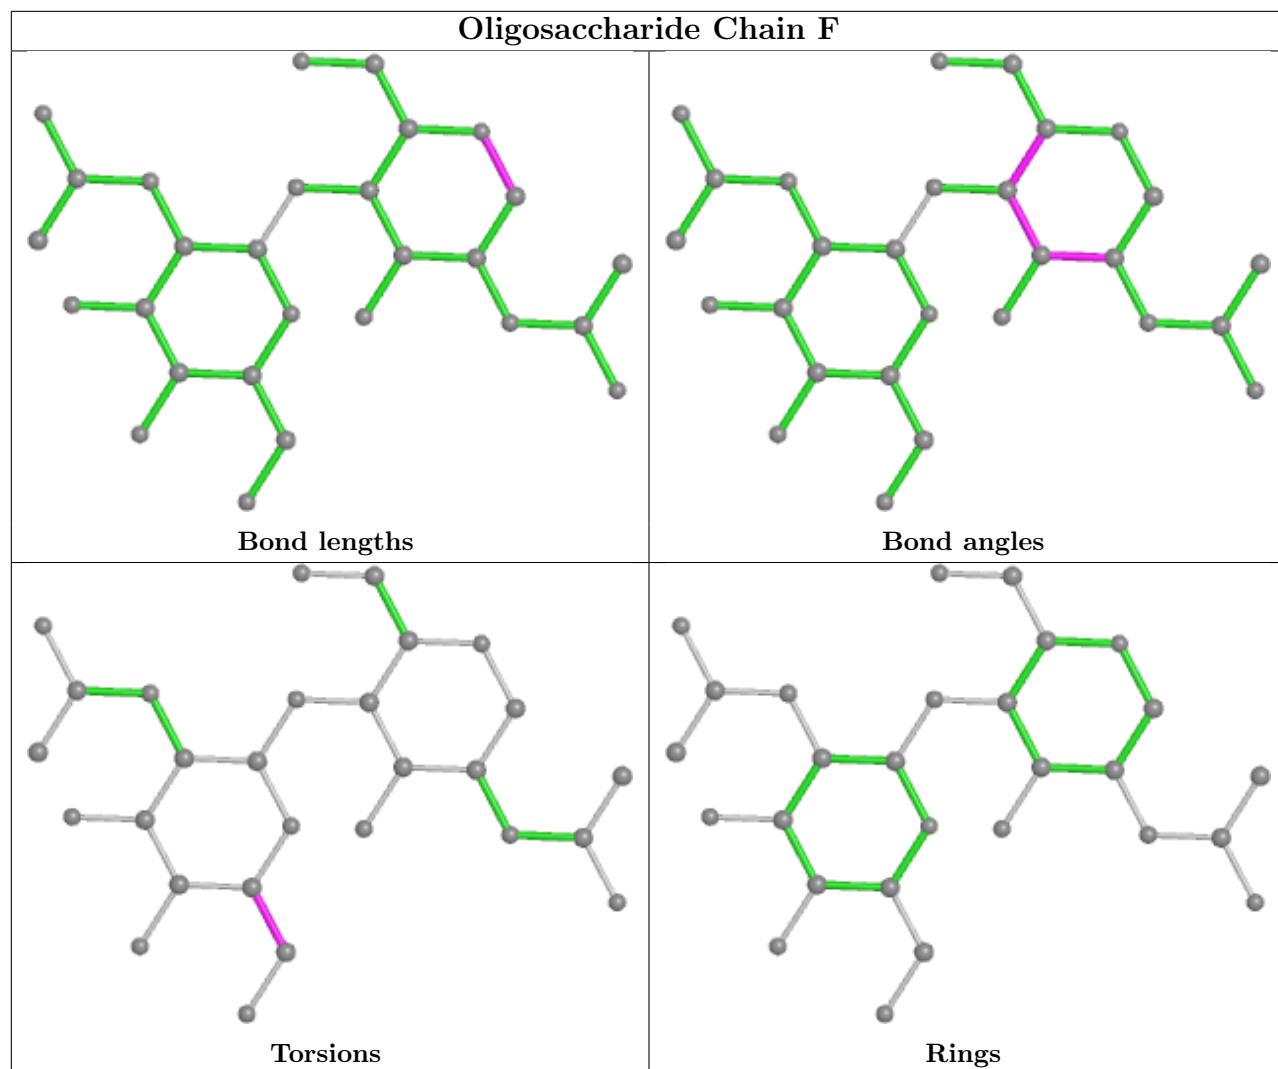 Oligosaccharide Chain F
Bond lengths
Bond angles
Torsions
Rings